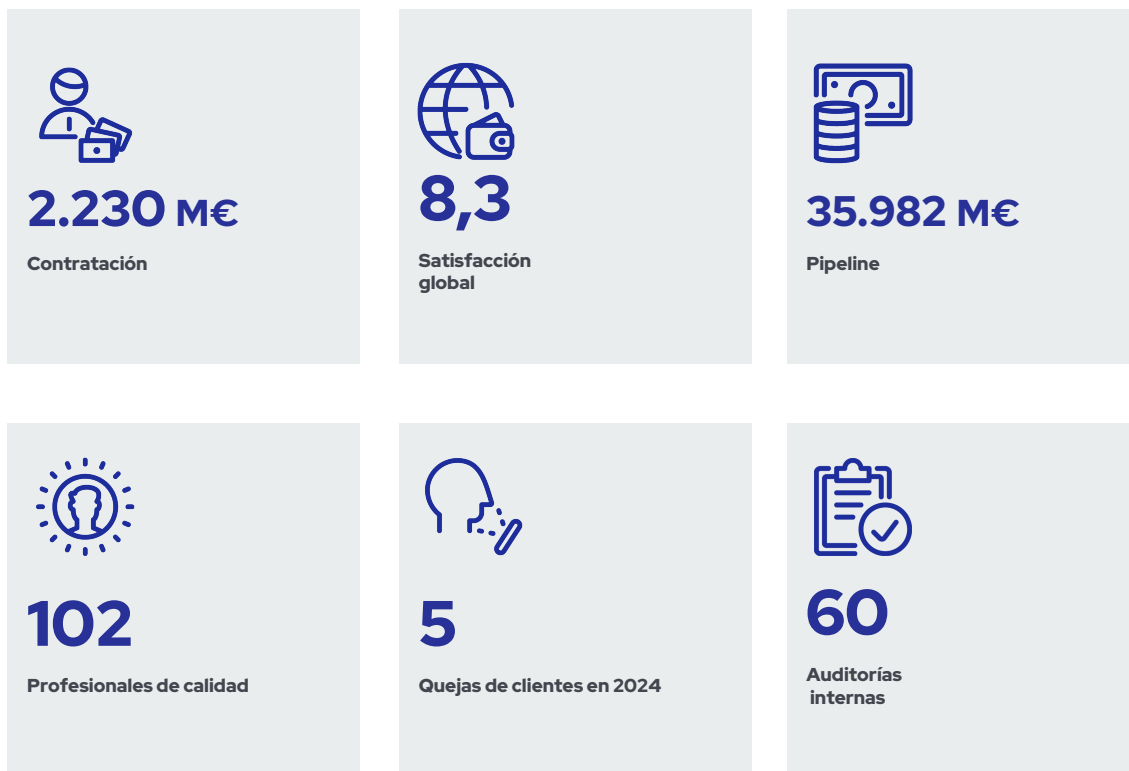 2.230 M€
Contratación
8,3
Satisfacción
global
35.982 M€
Pipeline
102
Profesionales de calidad
5
Quejas de clientes en 2024
60
Auditorías
internas